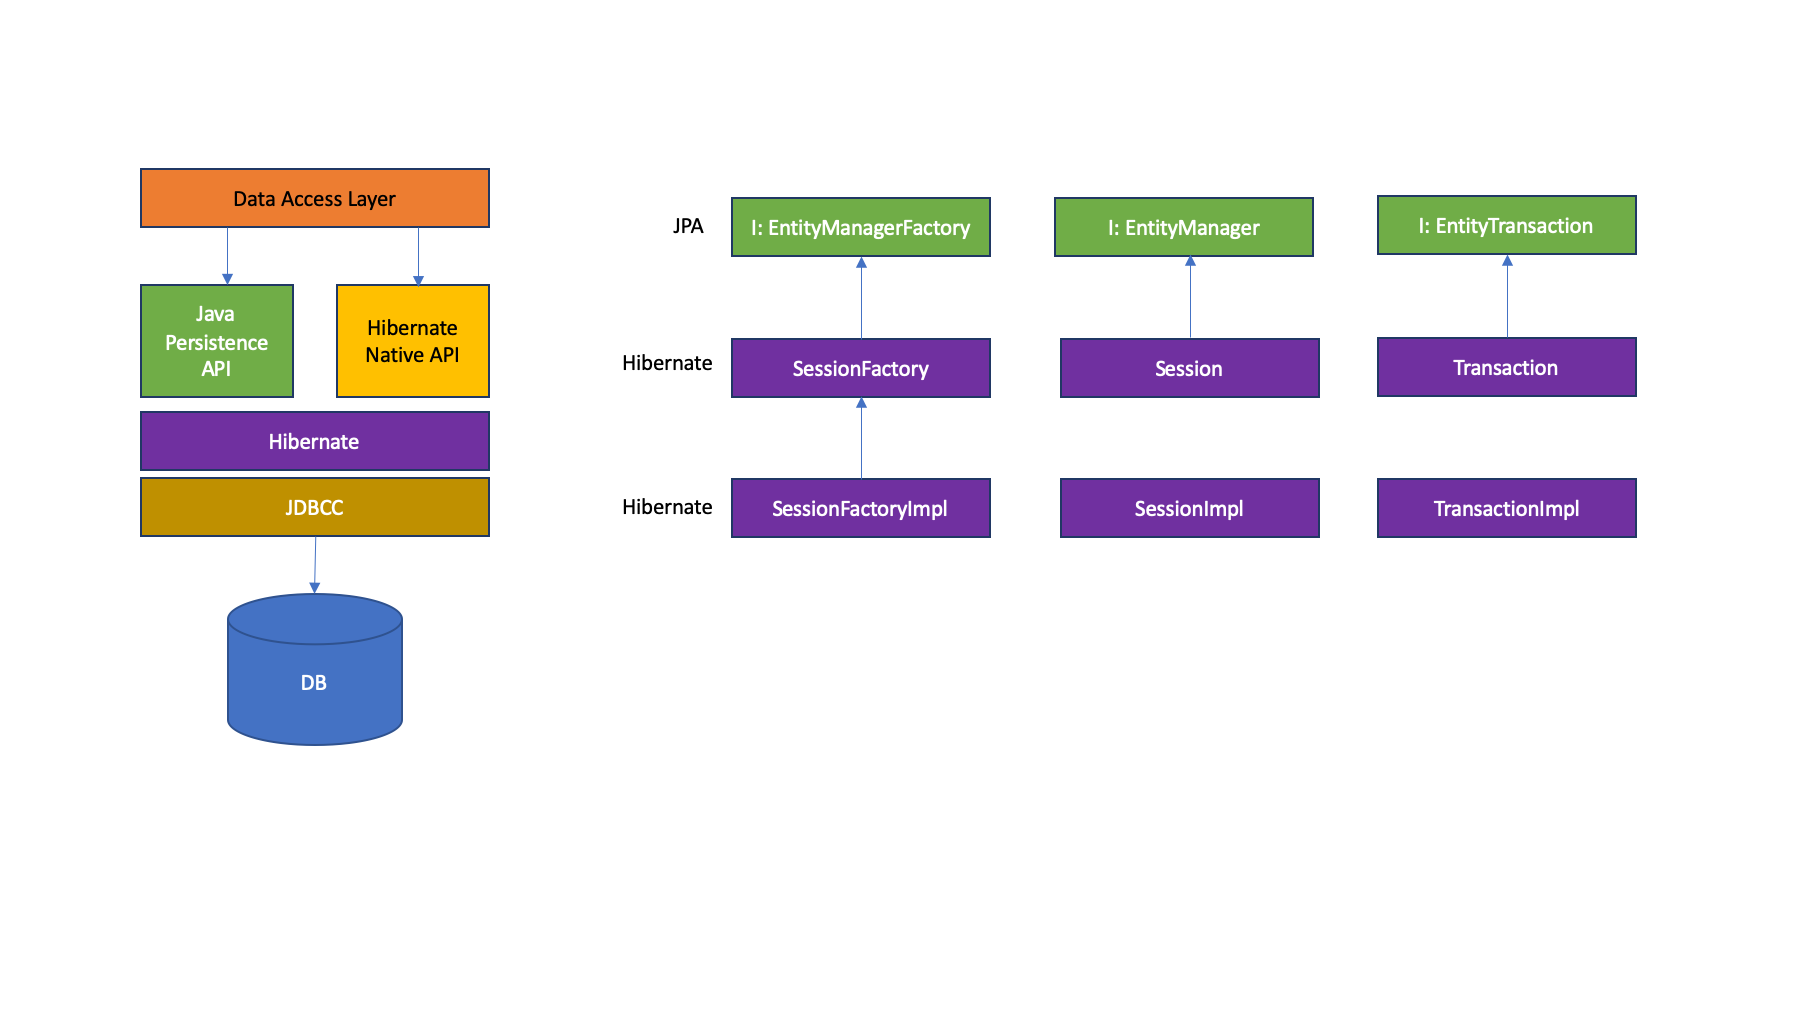 Data Access Layer
Java
Persistence
API
Hibernate
Native API
Hibernate
JDBCC
DB
JPA
I: EntityManagerFactory
I: EntityManager
I: EntityTransaction
Hibernate
SessionFactory
Session
Transaction
Hibernate
SessionFactoryImpl
SessionImpl
TransactionImpl